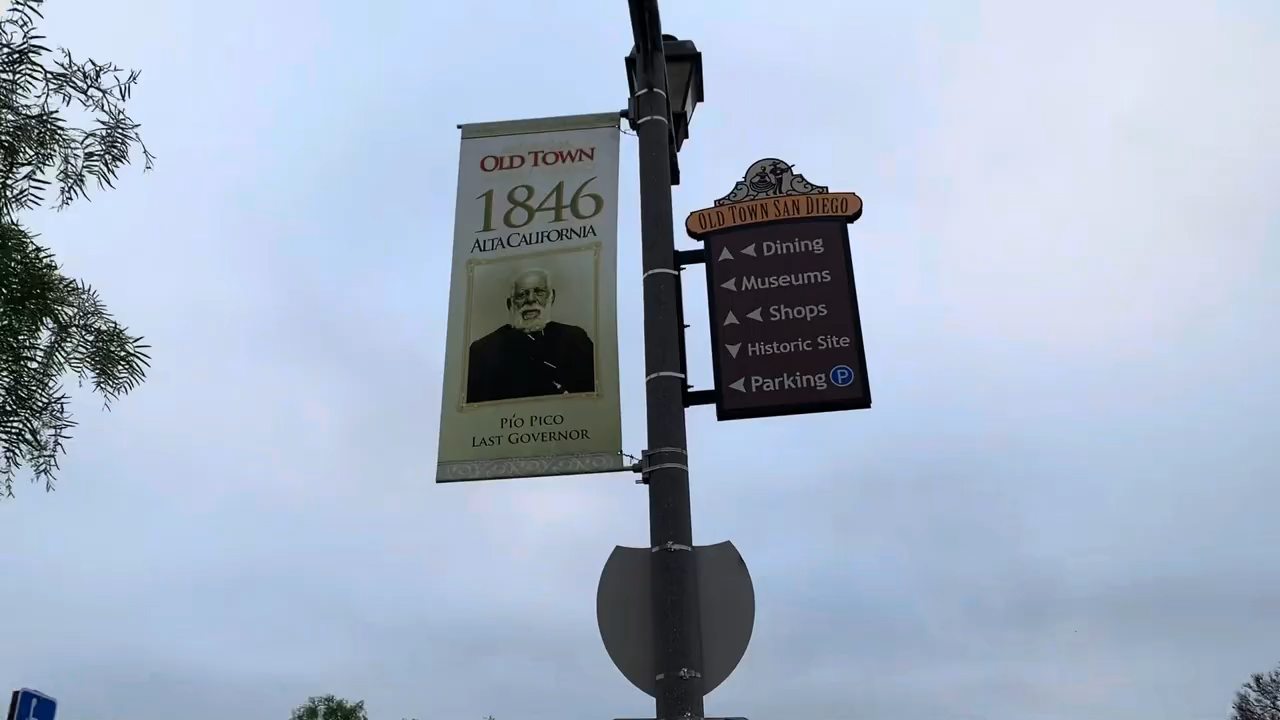 OLD TOWN
1846
ALTA CALIFORNIA
PÍO PICO
LAST GOVERNOR
OLD TOWN SAN DIEGO
Dining
Museums
Shops
Historic Site
Parking P